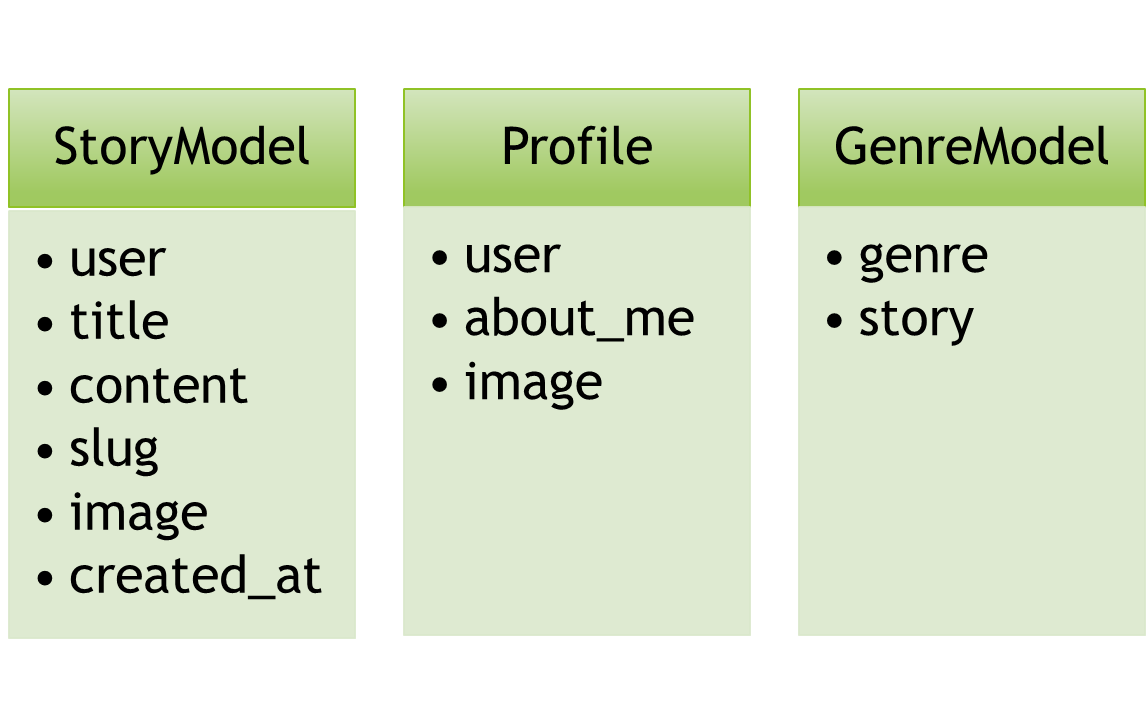 StoryModel
• user
• title
• content
• slug
• image
• created_at
Profile
• user
• about_me
• image
GenreModel
• genre
• story